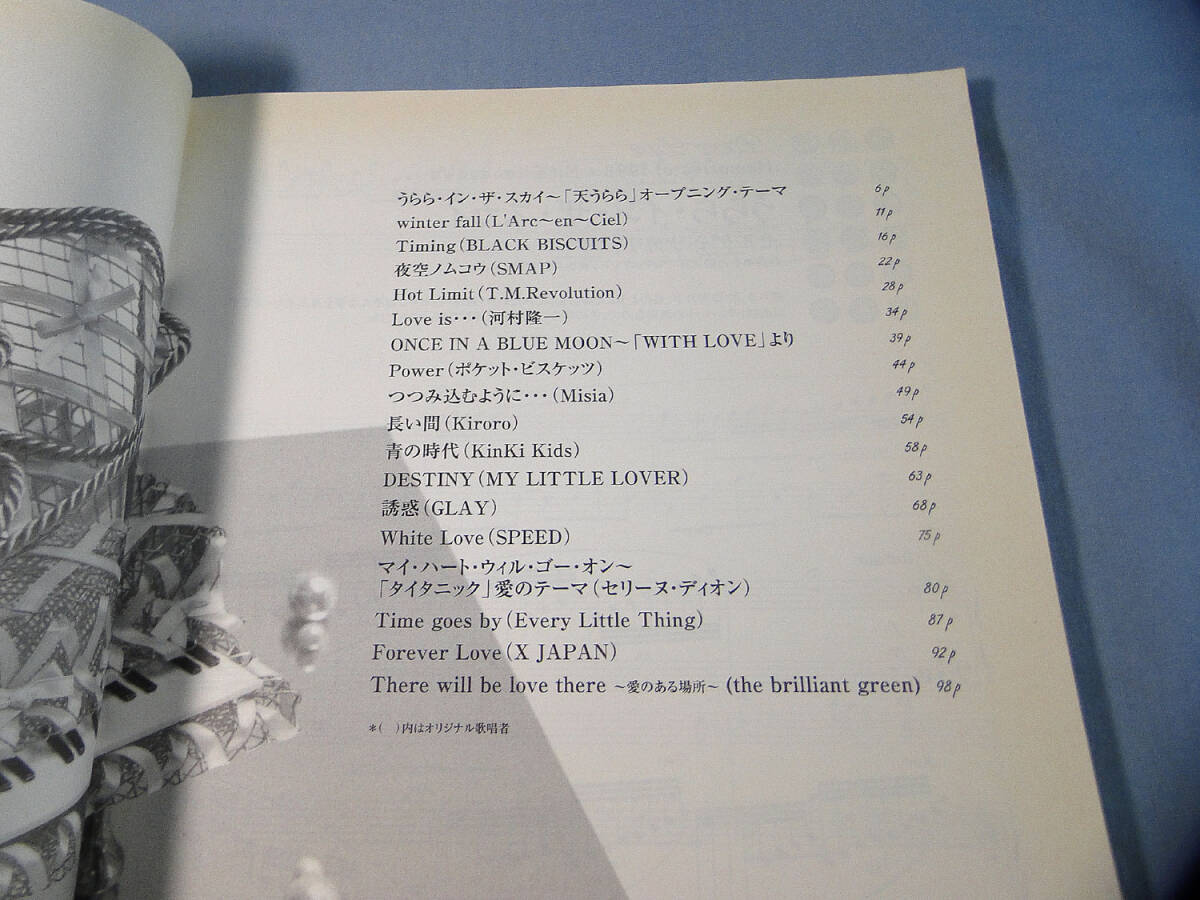 うらら・イン・ザ・スカイ〜「天うらら」オープニング・テーマ 6p
winter fall(L'Arc〜en〜Ciel) 11p
Timing(BLACK BISCUITS) 16p
夜空ノムコウ(SMAP) 22p
Hot Limit(T.M.Revolution) 28p
Love is・・・(河村隆一) 34p
ONCE IN A BLUE MOON〜「WITH LOVE」より 39p
Power(ポケット・ビスケッツ) 44p
つつみ込むように・・・(Misia) 49p
長い間(Kiroro) 54p
青の時代(KinKi Kids) 58p
DESTINY(MY LITTLE LOVER) 63p
誘惑(GLAY) 68p
White Love(SPEED) 75p
マイ・ハート・ウィル・ゴー・オン〜
「タイタニック」愛のテーマ(セリーヌ・ディオン) 80p
Time goes by(Every Little Thing) 87p
Forever Love(X JAPAN) 92p
There will be love there 〜愛のある場所〜 (the brilliant green) 98p
*( )内はオリジナル歌唱者